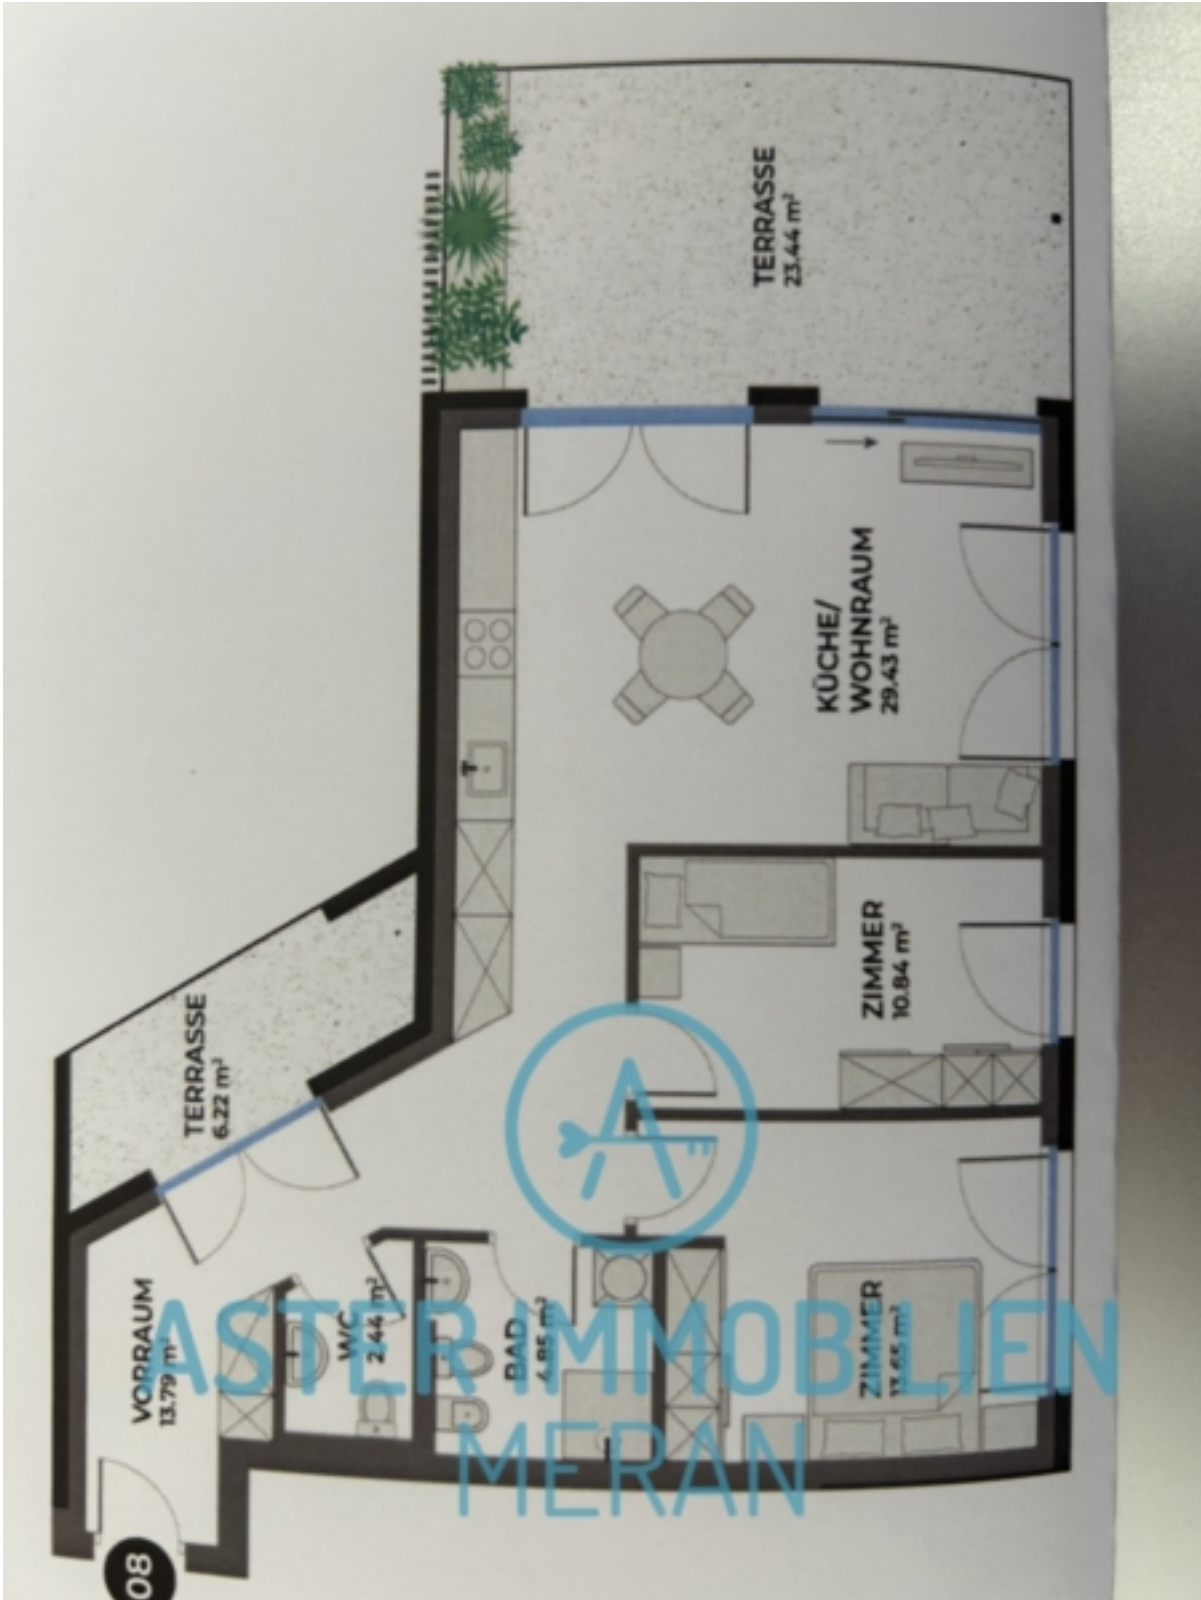 TERRASSE
23.44 m²
KÜCHE/
WOHNRAUM
29.43 m²
TERRASSE
6.22 m²
ZIMMER
10.84 m²
VORRAUM
13.79 m²
WC
2.44 m²
BAD
4.85 m²
ZIMMER
13.65 m²
08
ASTER IMMOBILIEN
MERAN